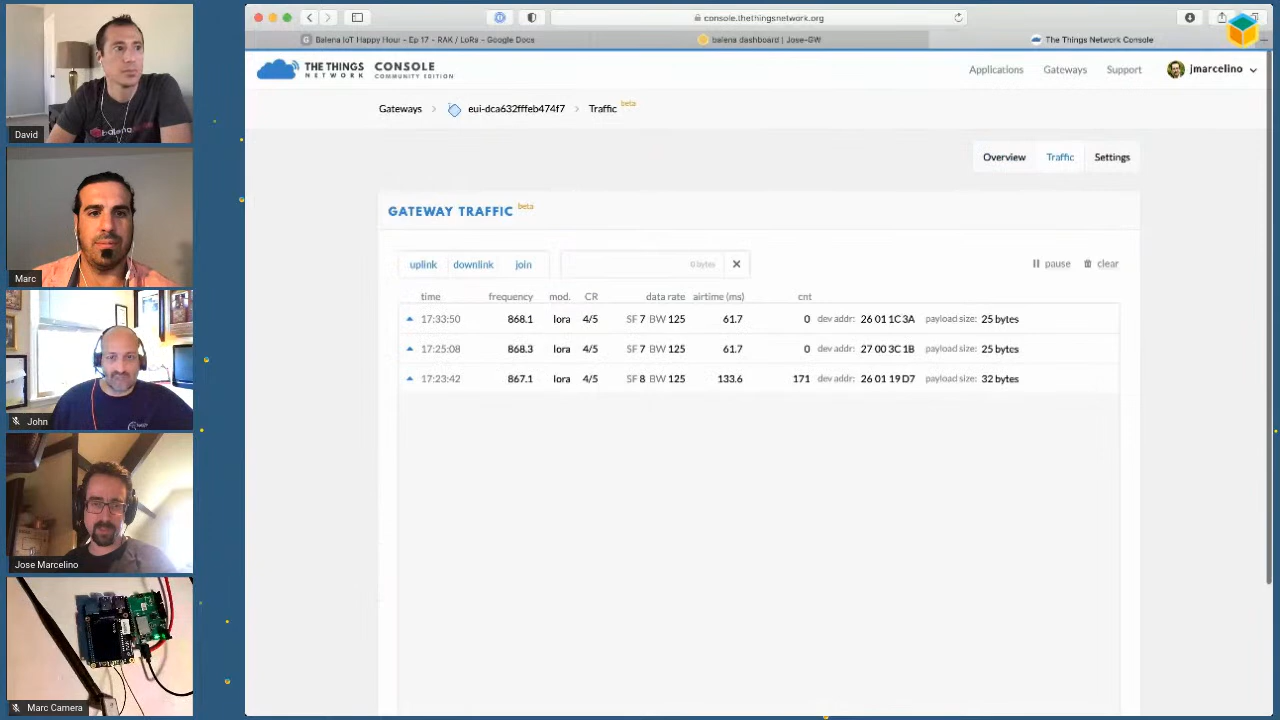 David
balena
Marc
John
Jose Marcelino
Marc Camera
console.thethingsnetwork.org
Balena IoT Happy Hour - Ep 17 - RAK / LoRa - Google Docs
balena dashboard | Jose-GW
The Things Network Console
THE THINGS NETWORK
CONSOLE
COMMUNITY EDITION
Applications Gateways Support jmarcelino
Gateways eui-dca632fffeb474f7 Traffic beta
Overview Traffic Settings
GATEWAY TRAFFIC beta
uplink downlink join 0 bytes pause clear
time frequency mod. CR data rate airtime (ms) cnt
17:33:50 868.1 lora 4/5 SF 7 BW 125 61.7 0 dev addr: 26 01 1C 3A payload size: 25 bytes
17:25:08 868.3 lora 4/5 SF 7 BW 125 61.7 0 dev addr: 27 00 3C 1B payload size: 25 bytes
17:23:42 867.1 lora 4/5 SF 8 BW 125 133.6 171 dev addr: 26 01 19 D7 payload size: 32 bytes